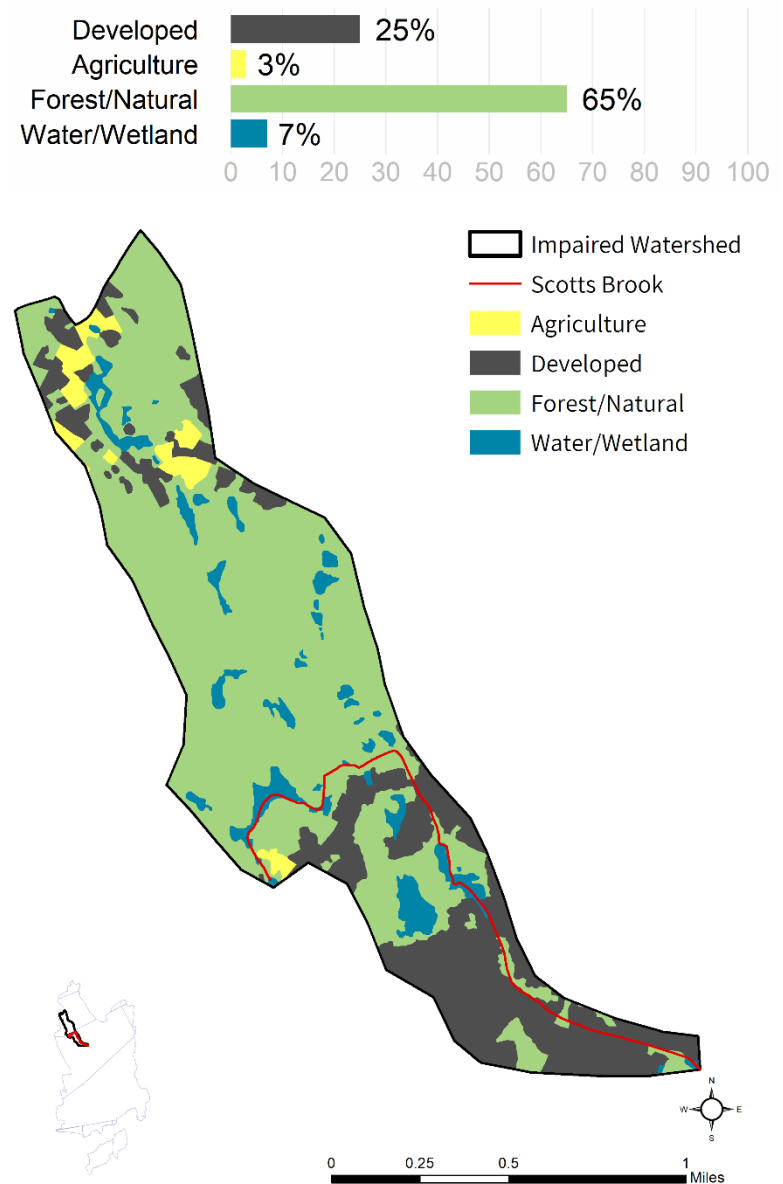 Developed 25%
Agriculture 3%
Forest/Natural 65%
Water/Wetland 7%
0 10 20 30 40 50 60 70 80 90 100
Impaired Watershed
Scotts Brook
Agriculture
Developed
Forest/Natural
Water/Wetland
N
W E
S
0 0.25 0.5 1
Miles